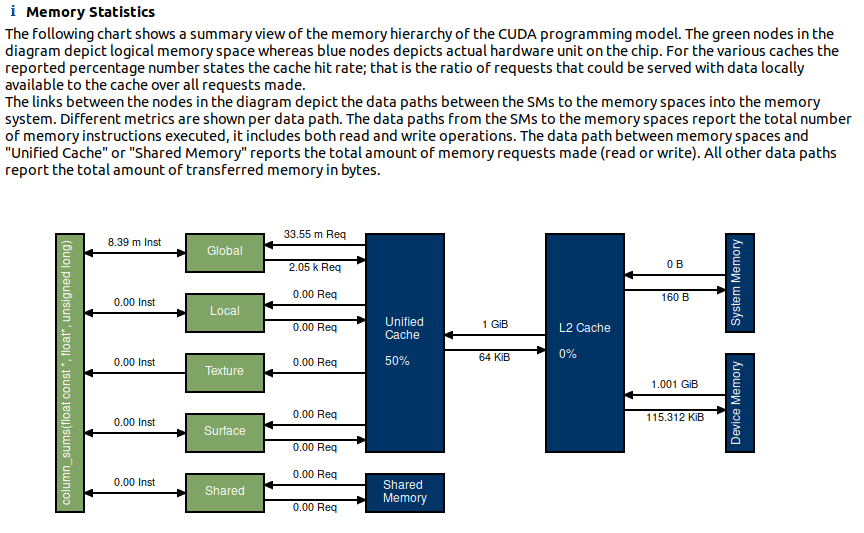 i Memory Statistics
The following chart shows a summary view of the memory hierarchy of the CUDA programming model. The green nodes in the
diagram depict logical memory space whereas blue nodes depicts actual hardware unit on the chip. For the various caches the
reported percentage number states the cache hit rate; that is the ratio of requests that could be served with data locally
available to the cache over all requests made.
The links between the nodes in the diagram depict the data paths between the SMs to the memory spaces into the memory
system. Different metrics are shown per data path. The data paths from the SMs to the memory spaces report the total number
of memory instructions executed, it includes both read and write operations. The data path between memory spaces and
"Unified Cache" or "Shared Memory" reports the total amount of memory requests made (read or write). All other data paths
report the total amount of transferred memory in bytes.
column_sums(float const *, float*, unsigned long)
8.39 m Inst
Global
33.55 m Req
2.05 k Req
0.00 Inst
Local
0.00 Req
0.00 Req
0.00 Inst
Texture
0.00 Req
0.00 Inst
Surface
0.00 Req
0.00 Req
0.00 Inst
Shared
0.00 Req
0.00 Req
Unified
Cache
50%
Shared
Memory
1 GiB
64 KiB
L2 Cache
0%
0 B
160 B
System Memory
1.001 GiB
115.312 KiB
Device Memory